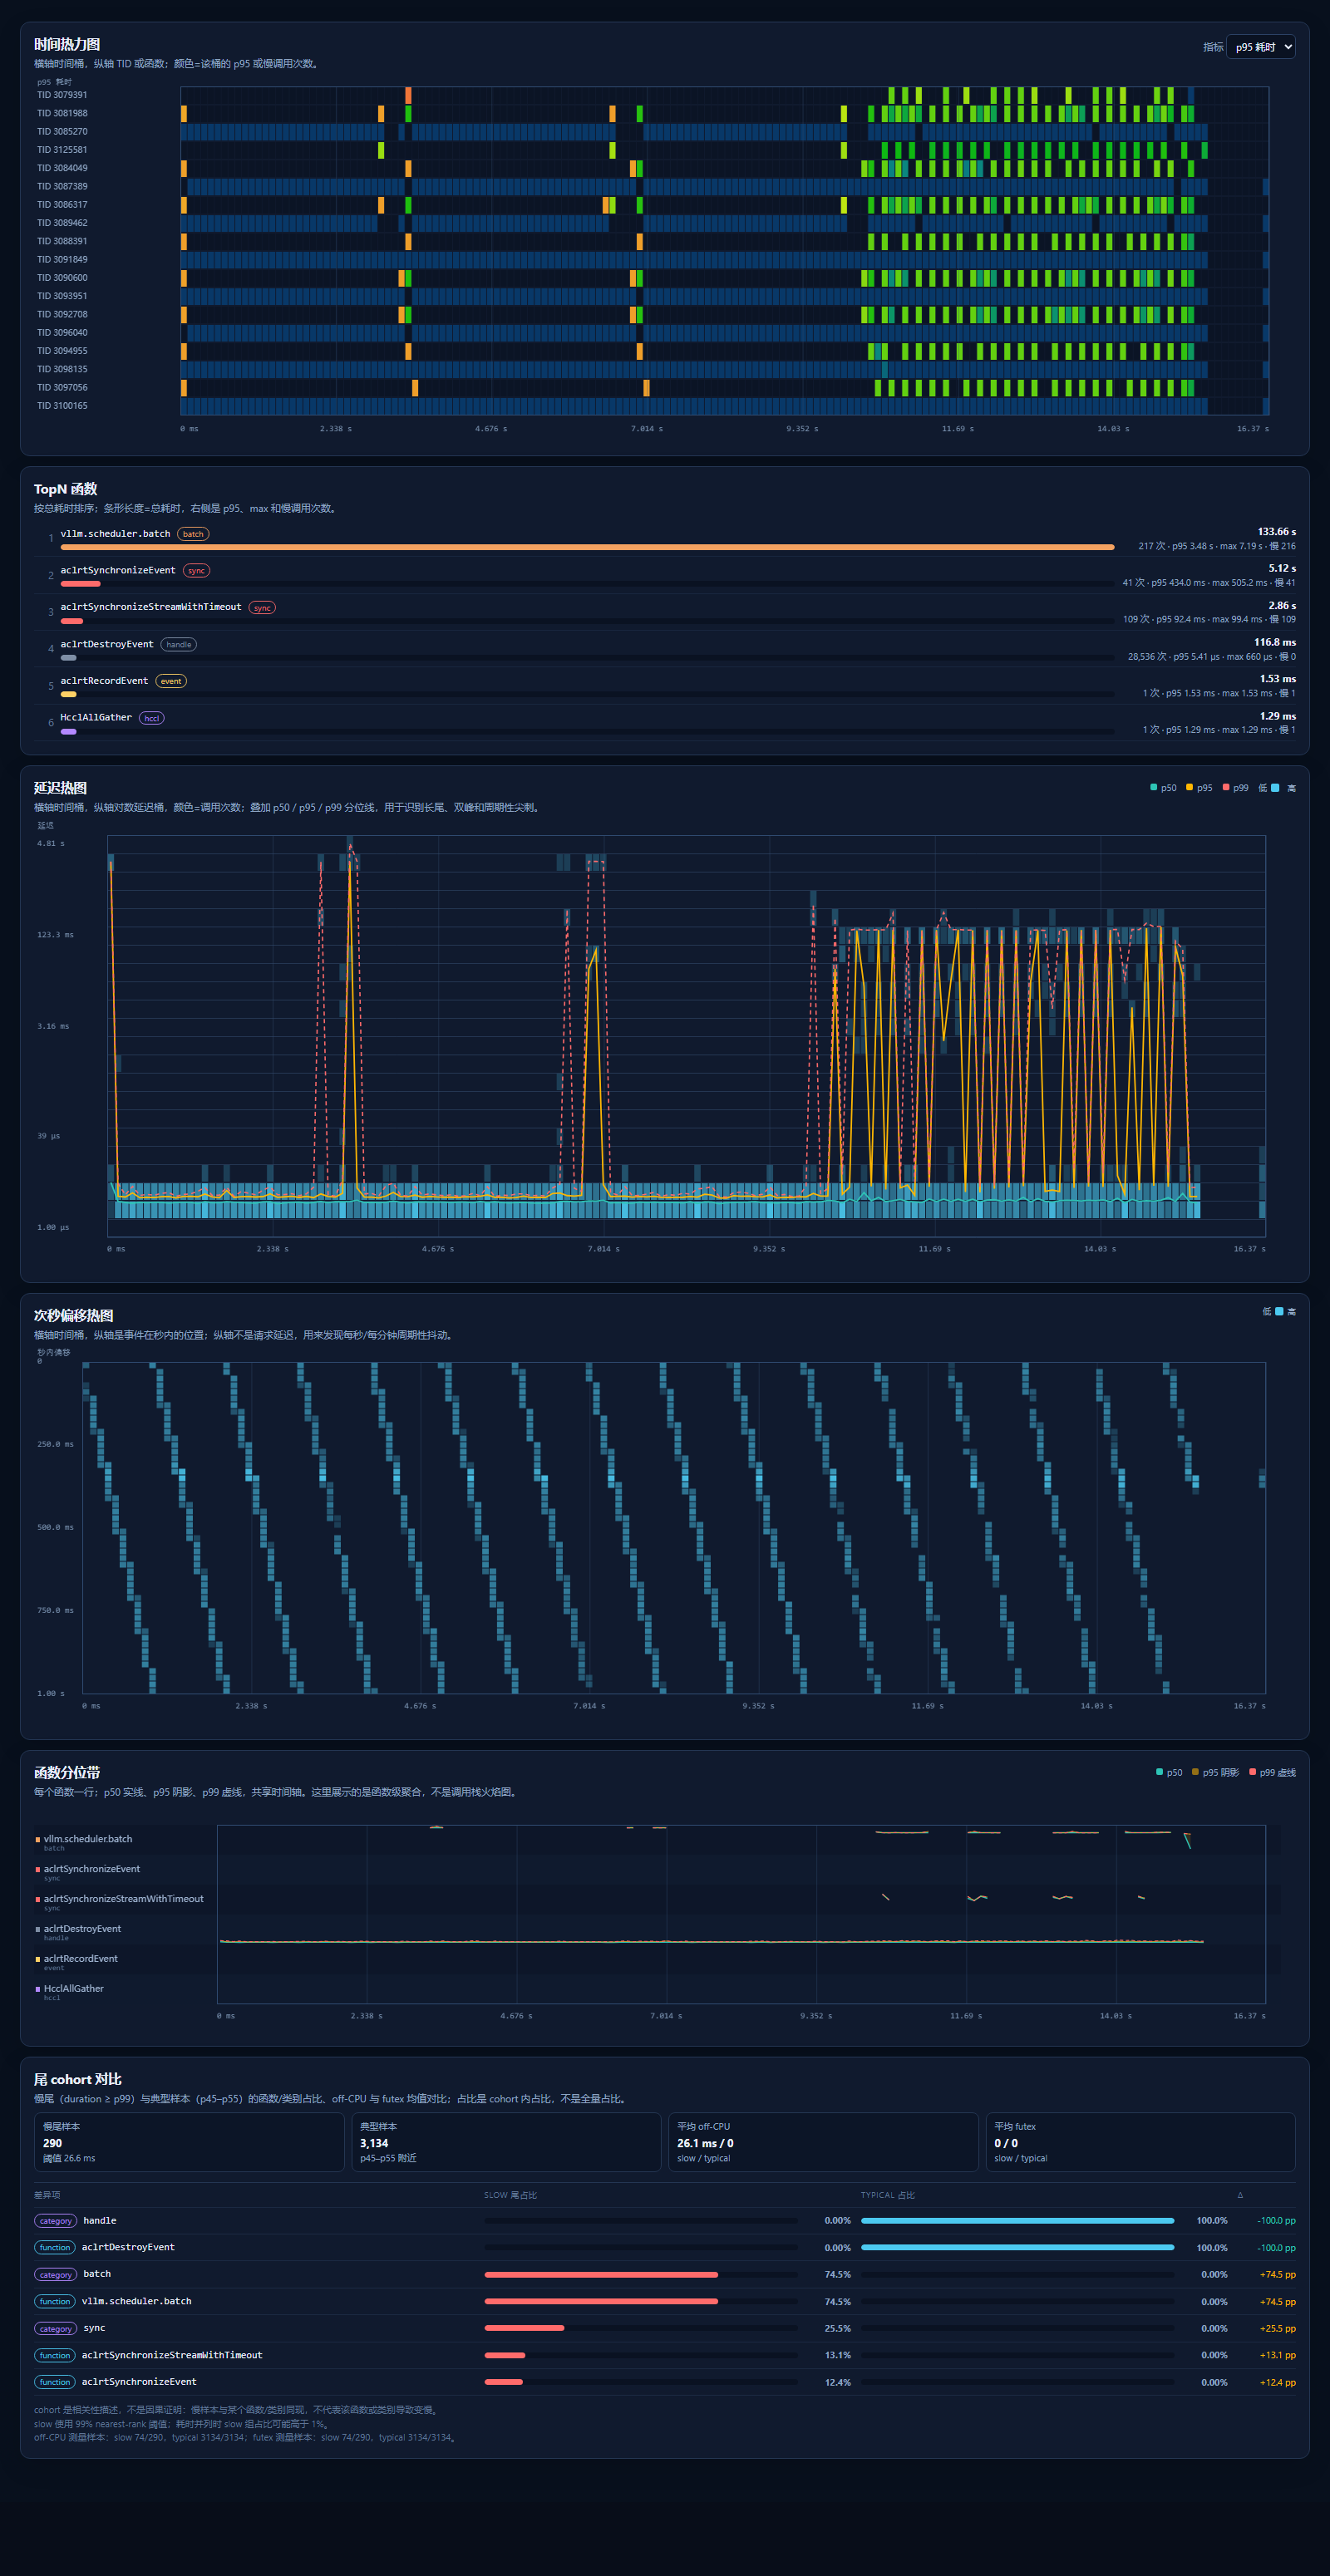 时间热力图
横轴时间桶，纵轴 TID 或函数；颜色=该桶的 p95 或慢调用次数。
指标 p95 耗时
p95 耗时
TID 3079391
TID 3081988
TID 3085270
TID 3125581
TID 3084049
TID 3087389
TID 3086317
TID 3089462
TID 3088391
TID 3091849
TID 3090600
TID 3093951
TID 3092708
TID 3096040
TID 3094955
TID 3098135
TID 3097056
TID 3100165
0 ms 2.338 s 4.676 s 7.014 s 9.352 s 11.69 s 14.03 s 16.37 s
TopN 函数
按总耗时排序；条形长度=总耗时，右侧是 p95、max 和慢调用次数。
1 vllm.scheduler.batch batch 133.66 s
217 次 · p95 3.48 s · max 7.19 s · 慢 216
2 aclrtSynchronizeEvent sync 5.12 s
41 次 · p95 434.0 ms · max 505.2 ms · 慢 41
3 aclrtSynchronizeStreamWithTimeout sync 2.86 s
109 次 · p95 92.4 ms · max 99.4 ms · 慢 109
4 aclrtDestroyEvent handle 116.8 ms
28,536 次 · p95 5.41 μs · max 660 μs · 慢 0
5 aclrtRecordEvent event 1.53 ms
1 次 · p95 1.53 ms · max 1.53 ms · 慢 1
6 HcclAllGather hccl 1.29 ms
1 次 · p95 1.29 ms · max 1.29 ms · 慢 1
延迟热图
p50 p95 p99 低 高
横轴时间桶，纵轴对数延迟桶，颜色=调用次数；叠加 p50 / p95 / p99 分位线，用于识别长尾、双峰和周期性尖刺。
延迟
4.81 s
123.3 ms
3.16 ms
39 μs
1.00 μs
0 ms 2.338 s 4.676 s 7.014 s 9.352 s 11.69 s 14.03 s 16.37 s
次秒偏移热图
低 高
横轴时间桶，纵轴是事件在秒内的位置；纵轴不是请求延迟，用来发现每秒/每分钟周期性抖动。
秒内偏移
0
250.0 ms
500.0 ms
750.0 ms
1.00 s
0 ms 2.338 s 4.676 s 7.014 s 9.352 s 11.69 s 14.03 s 16.37 s
函数分位带
p50 p95 阴影 p99 虚线
每个函数一行；p50 实线、p95 阴影、p99 虚线，共享时间轴。这里展示的是函数级聚合，不是调用栈火焰图。
vllm.scheduler.batch
batch
aclrtSynchronizeEvent
sync
aclrtSynchronizeStreamWithTimeout
sync
aclrtDestroyEvent
handle
aclrtRecordEvent
event
HcclAllGather
hccl
0 ms 2.338 s 4.676 s 7.014 s 9.352 s 11.69 s 14.03 s 16.37 s
尾 cohort 对比
慢尾（duration ≥ p99）与典型样本（p45–p55）的函数/类别占比、off-CPU 与 futex 均值对比；占比是 cohort 内占比，不是全量占比。
慢尾样本
290
阈值 26.6 ms
典型样本
3,134
p45–p55 附近
平均 off-CPU
26.1 ms / 0
slow / typical
平均 futex
0 / 0
slow / typical
差异项 SLOW 尾占比 TYPICAL 占比 Δ
category handle 0.00% 100.0% -100.0 pp
function aclrtDestroyEvent 0.00% 100.0% -100.0 pp
category batch 74.5% 0.00% +74.5 pp
function vllm.scheduler.batch 74.5% 0.00% +74.5 pp
category sync 25.5% 0.00% +25.5 pp
function aclrtSynchronizeStreamWithTimeout 13.1% 0.00% +13.1 pp
function aclrtSynchronizeEvent 12.4% 0.00% +12.4 pp
cohort 是相关性描述，不是因果证明：慢样本与某个函数/类别同现，不代表该函数或类别导致变慢。
slow 使用 99% nearest-rank 阈值；耗时并列时 slow 组占比可能高于 1%。
off-CPU 测量样本：slow 74/290，typical 3134/3134；futex 测量样本：slow 74/290，typical 3134/3134。